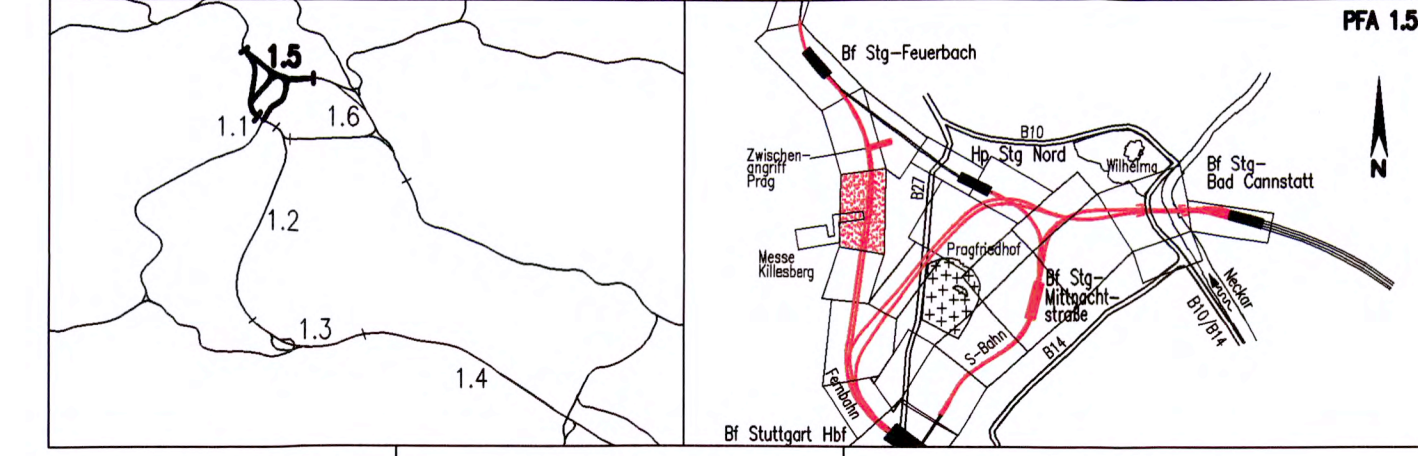 1.5
1.6
1.1
1.2
1.3
1.4
PFA 1.5
Bf Stg-Feuerbach
N
B10
Hp Stg Nord
Wilhelma
Bf Stg-
Bad Cannstatt
Zwischen-
angriff
Prag
B27
Messe
Killesberg
Pragfriedhof
Bf Stg-
Mittnacht-
straße
Neckar
B10/B14
S-Bahn
B14
Fernbahn
Bf Stuttgart Hbf